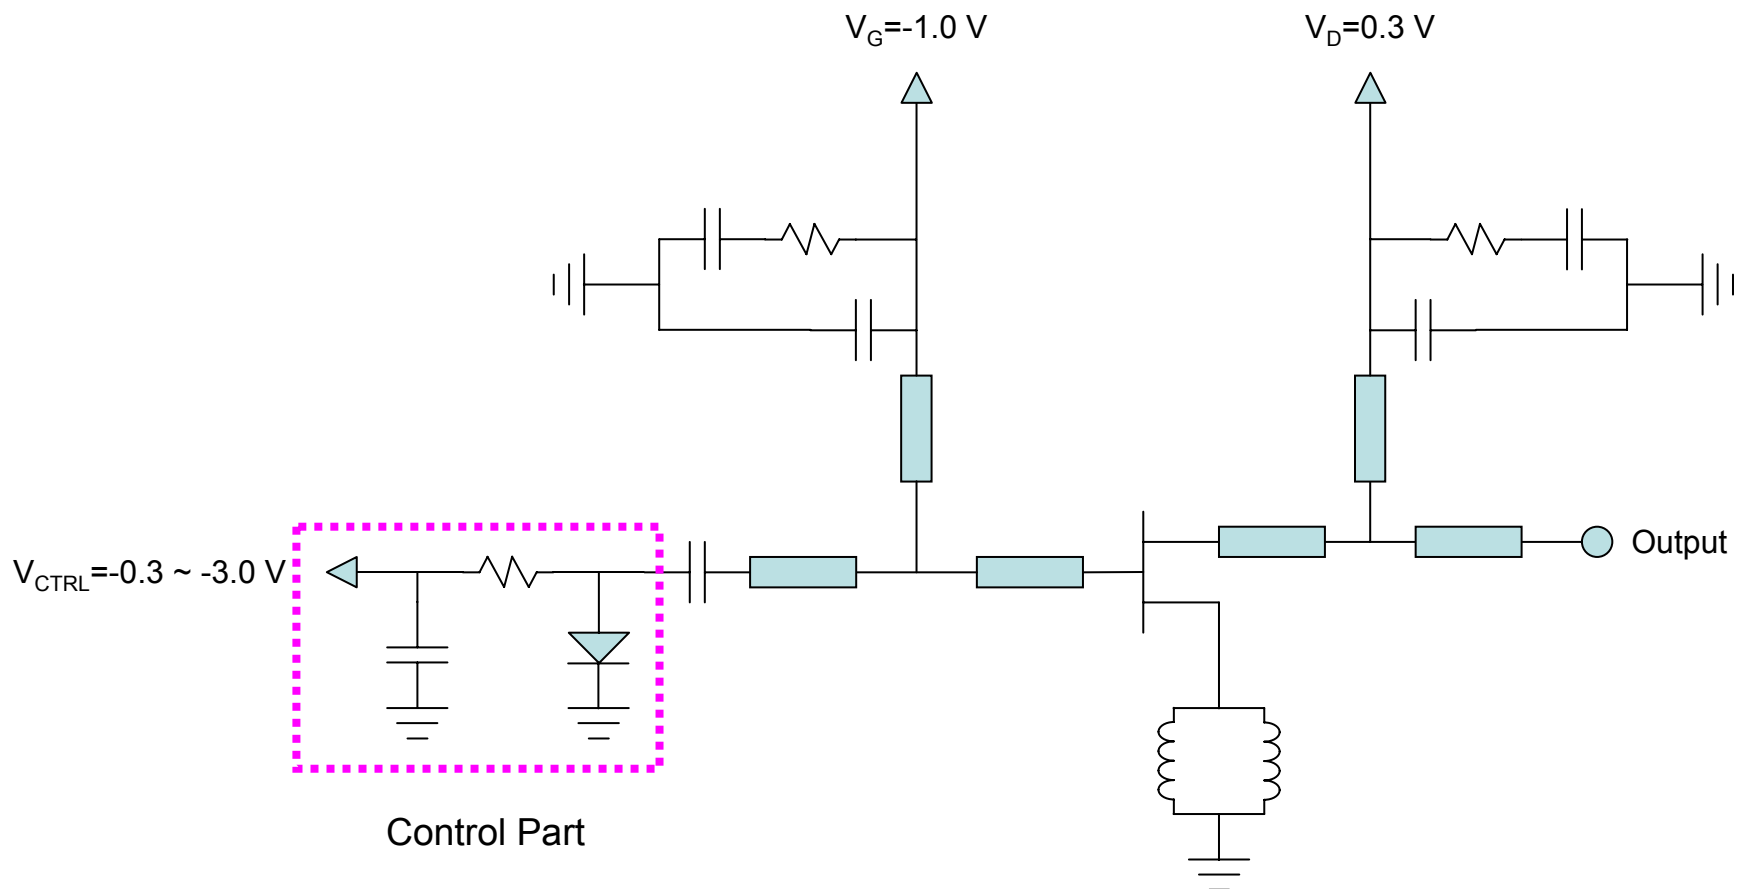 V_G=-1.0 V
V_D=0.3 V
V_CTRL=-0.3 ~ -3.0 V
Output
Control Part